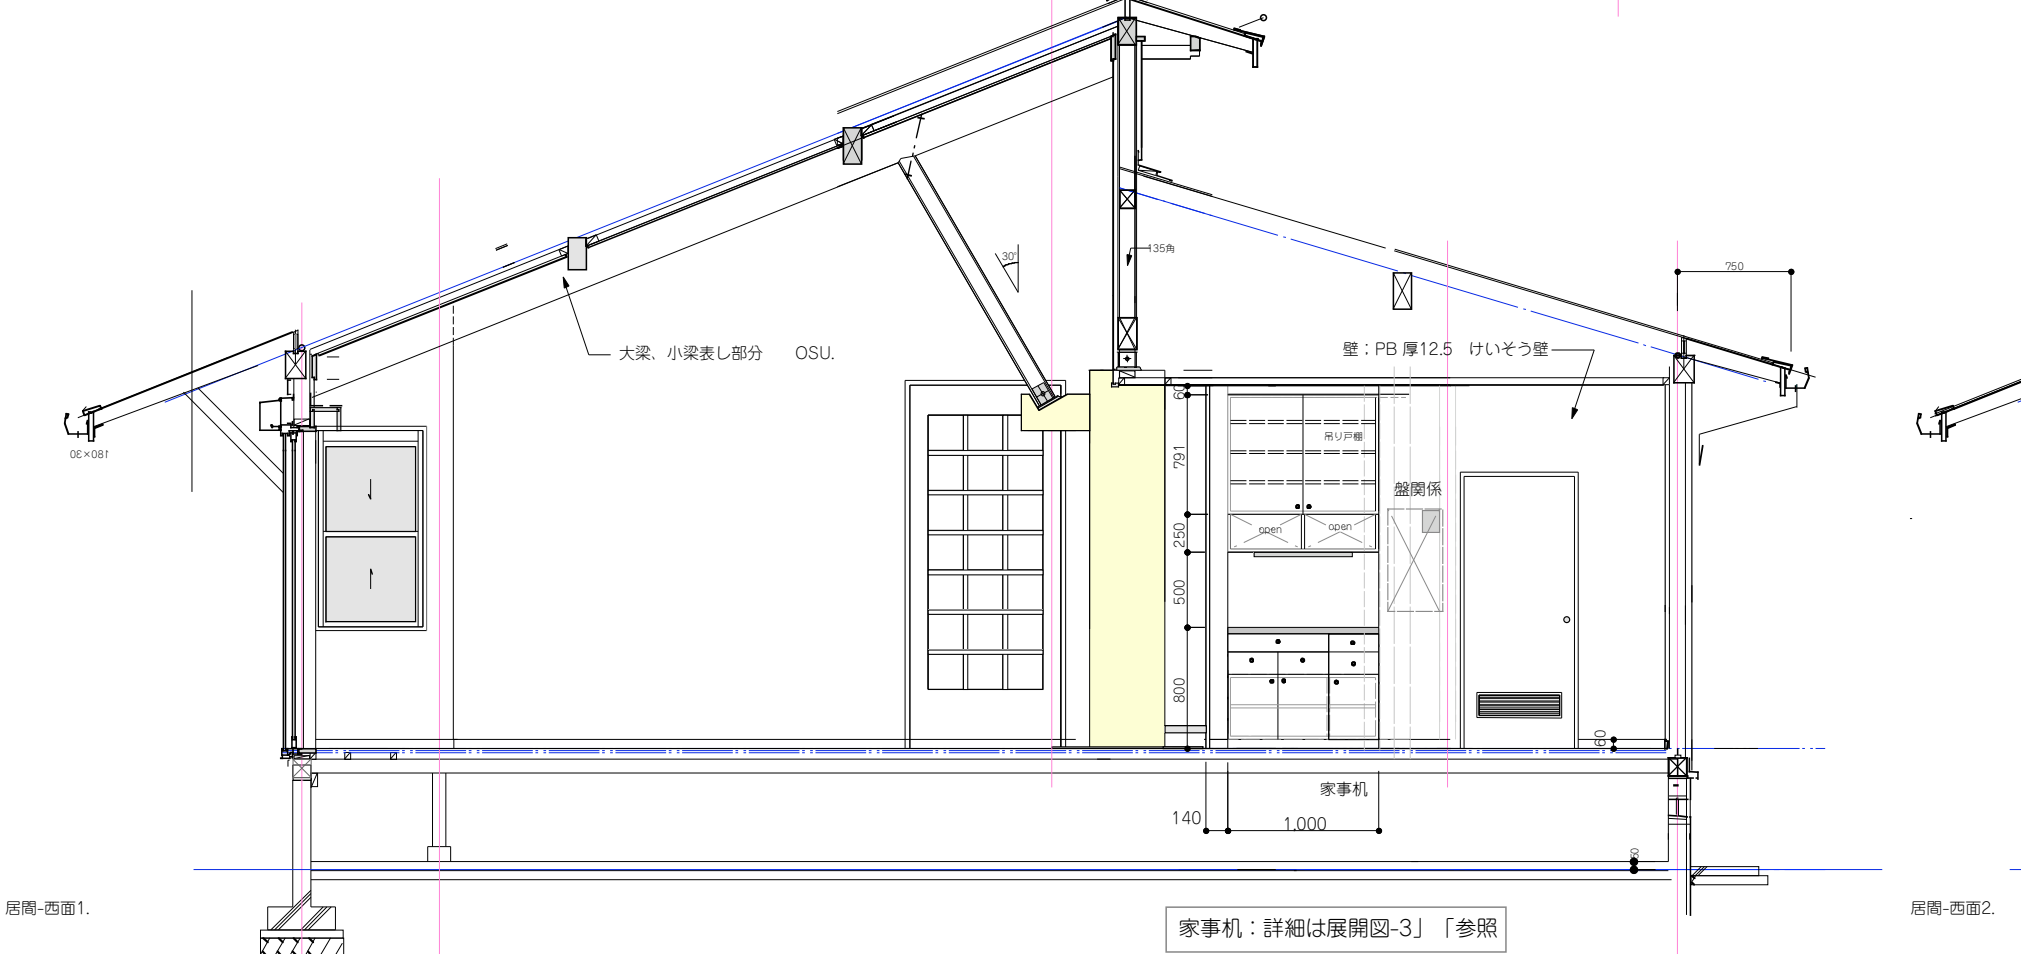 30°
135角
750
大梁、小梁表し部分 OSU.
壁；PB 厚12.5 けいそう壁
180×30
60
吊り戸棚
791
盤関係
open
open
250
500
800
60
家事机
140
1,000
50
居間-西面1.
居間-西面2.
家事机：詳細は展開図-3」「参照